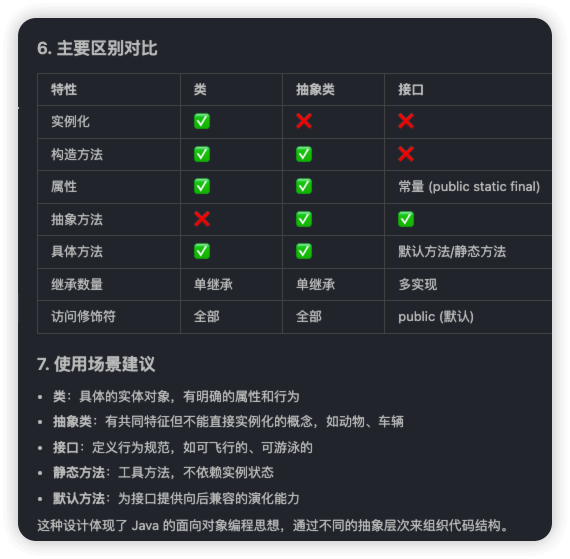 6. 主要区别对比
特性 类 抽象类 接口
实例化 ✅ ❌ ❌
构造方法 ✅ ✅ ❌
属性 ✅ ✅ 常量 (public static final)
抽象方法 ❌ ✅ ✅
具体方法 ✅ ✅ 默认方法/静态方法
继承数量 单继承 单继承 多实现
访问修饰符 全部 全部 public (默认)
7. 使用场景建议
• 类：具体的实体对象，有明确的属性和行为
• 抽象类：有共同特征但不能直接实例化的概念，如动物、车辆
• 接口：定义行为规范，如可飞行的、可游泳的
• 静态方法：工具方法，不依赖实例状态
• 默认方法：为接口提供向后兼容的演化能力
这种设计体现了 Java 的面向对象编程思想，通过不同的抽象层次来组织代码结构。